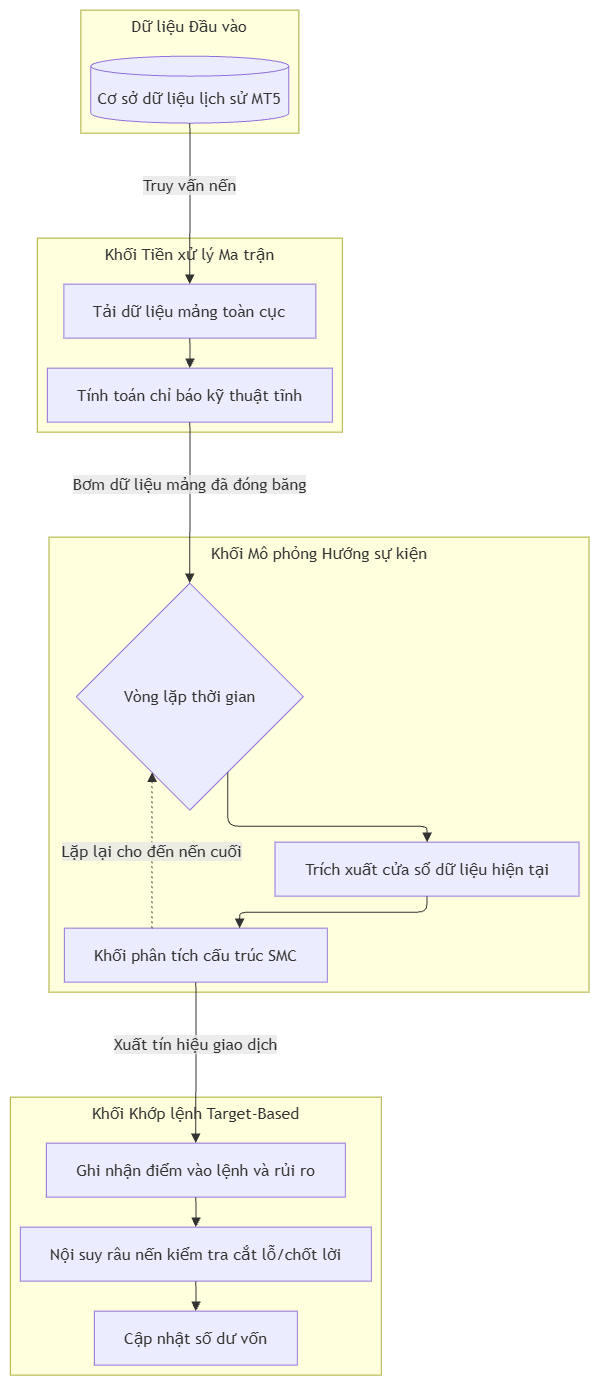 Dữ liệu Đầu vào
Cơ sở dữ liệu lịch sử MT5
Truy vấn nến
Khối Tiền xử lý Ma trận
Tải dữ liệu mảng toàn cục
Tính toán chỉ báo kỹ thuật tĩnh
Bơm dữ liệu mảng đã đóng băng
Khối Mô phỏng Hướng sự kiện
Vòng lặp thời gian
Lặp lại cho đến nến cuối
Trích xuất cửa sổ dữ liệu hiện tại
Khối phân tích cấu trúc SMC
Xuất tín hiệu giao dịch
Khối Khớp lệnh Target-Based
Ghi nhận điểm vào lệnh và rủi ro
Nội suy râu nến kiểm tra cắt lỗ/chốt lời
Cập nhật số dư vốn